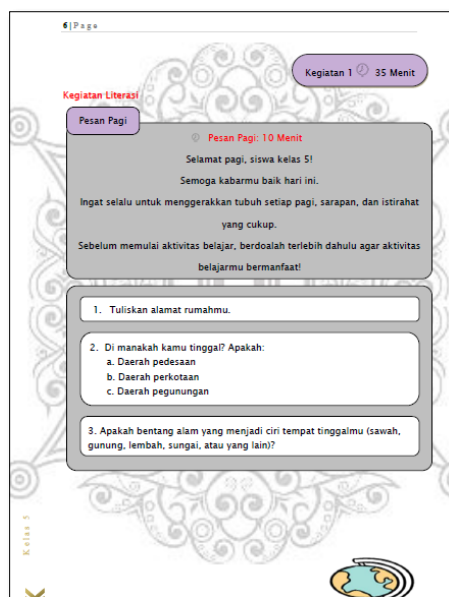 6 | P a g e
Kegiatan 1 35 Menit
Kegiatan Literasi
Pesan Pagi
Pesan Pagi: 10 Menit
Selamat pagi, siswa kelas 5!
Semoga kabarmu baik hari ini.
Ingat selalu untuk menggerakkan tubuh setiap pagi, sarapan, dan istirahat
yang cukup.
Sebelum memulai aktivitas belajar, berdoalah terlebih dahulu agar aktivitas
belajarmu bermanfaat!
1. Tuliskan alamat rumahmu.
2. Di manakah kamu tinggal? Apakah:
a. Daerah pedesaan
b. Daerah perkotaan
c. Daerah pegunungan
3. Apakah bentang alam yang menjadi ciri tempat tinggalmu (sawah,
gunung, lembah, sungai, atau yang lain)?
Kelas 5